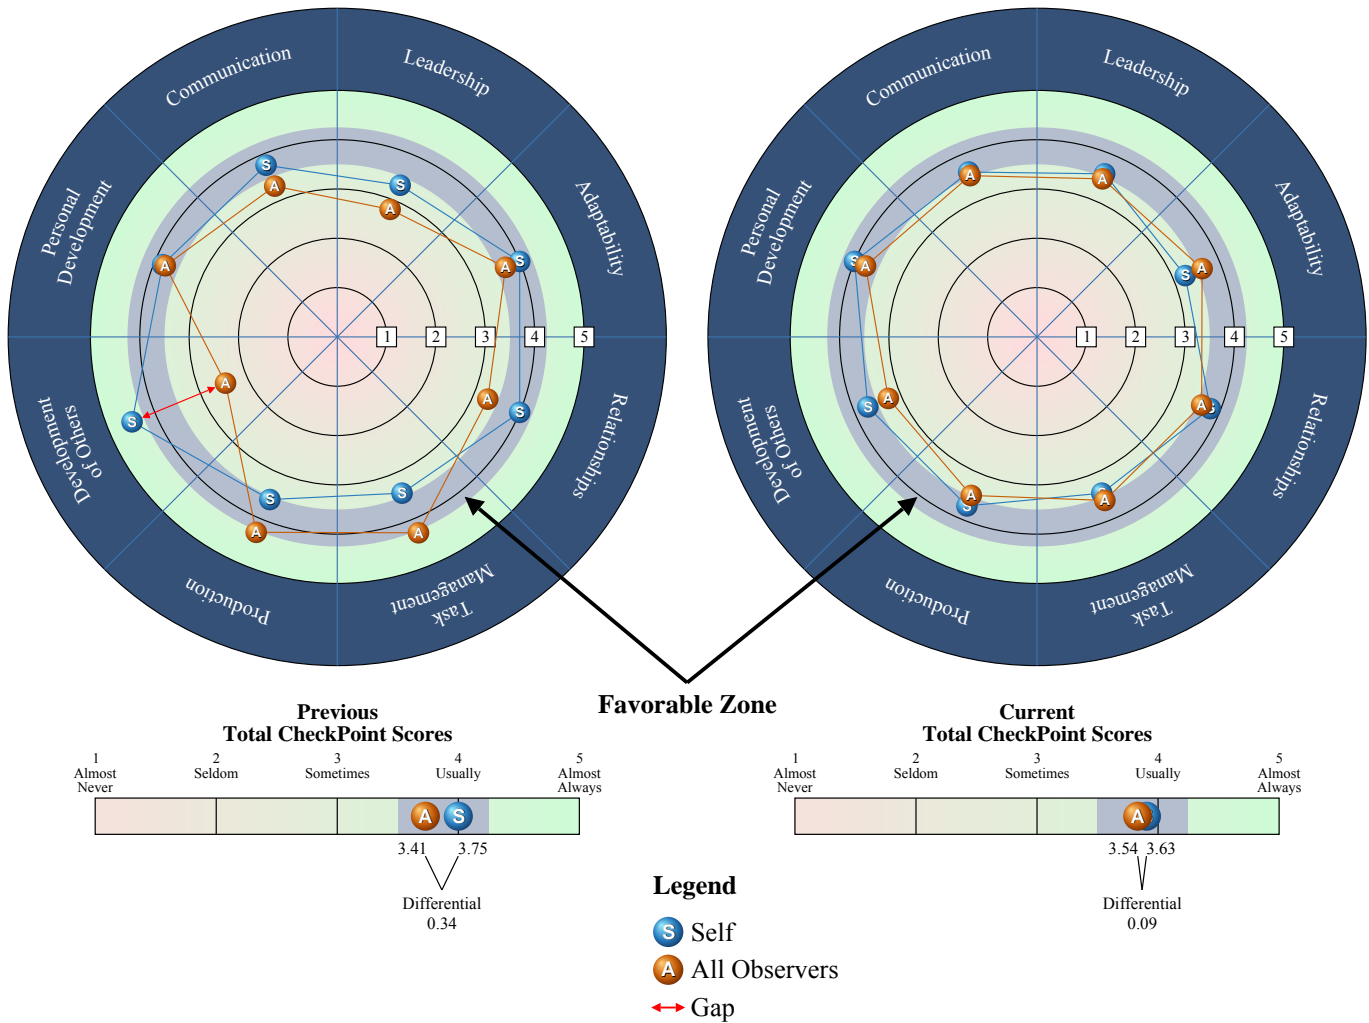 Communication
Leadership
Personal
Development
Adaptability
S
S
A
A
A
A
S
1
2
3
4
5
A
A
S
S
S
S
A
A
Development
of Others
Relationships
Production
Task
Management
Communication
Leadership
Personal
Development
Adaptability
A
A
S
A
A
S
1
2
3
4
5
A
S
A
S
A
S
A
S
A
Development
of Others
Relationships
Production
Task
Management
Favorable Zone
Previous
Total CheckPoint Scores
1
2
3
4
5
Almost
Never
Seldom
Sometimes
Usually
Almost
Always
A
S
3.41
3.75
Differential
0.34
Current
Total CheckPoint Scores
1
2
3
4
5
Almost
Never
Seldom
Sometimes
Usually
Almost
Always
A
3.54
3.63
Differential
0.09
Legend
S Self
A All Observers
Gap